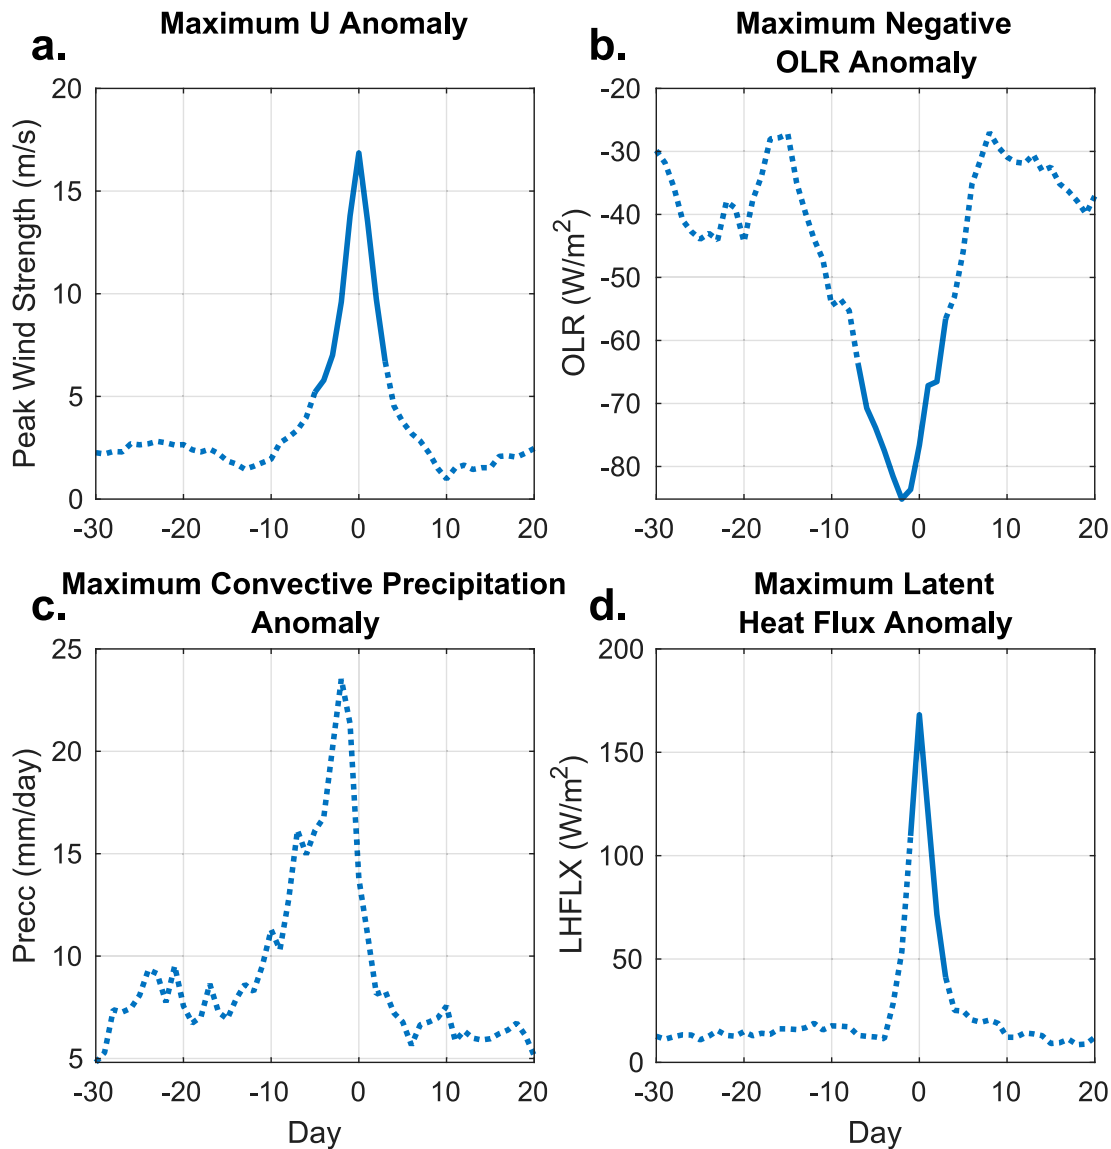 a.
Maximum U Anomaly
Peak Wind Strength (m/s)
20
15
10
5
0
-30 -20 -10 0 10 20
b.
Maximum Negative
OLR Anomaly
OLR (W/m²)
-20
-30
-40
-50
-60
-70
-80
-30 -20 -10 0 10 20
c.
Maximum Convective Precipitation
Anomaly
Precc (mm/day)
25
20
15
10
5
-30 -20 -10 0 10 20
Day
d.
Maximum Latent
Heat Flux Anomaly
LHFLX (W/m²)
200
150
100
50
0
-30 -20 -10 0 10 20
Day